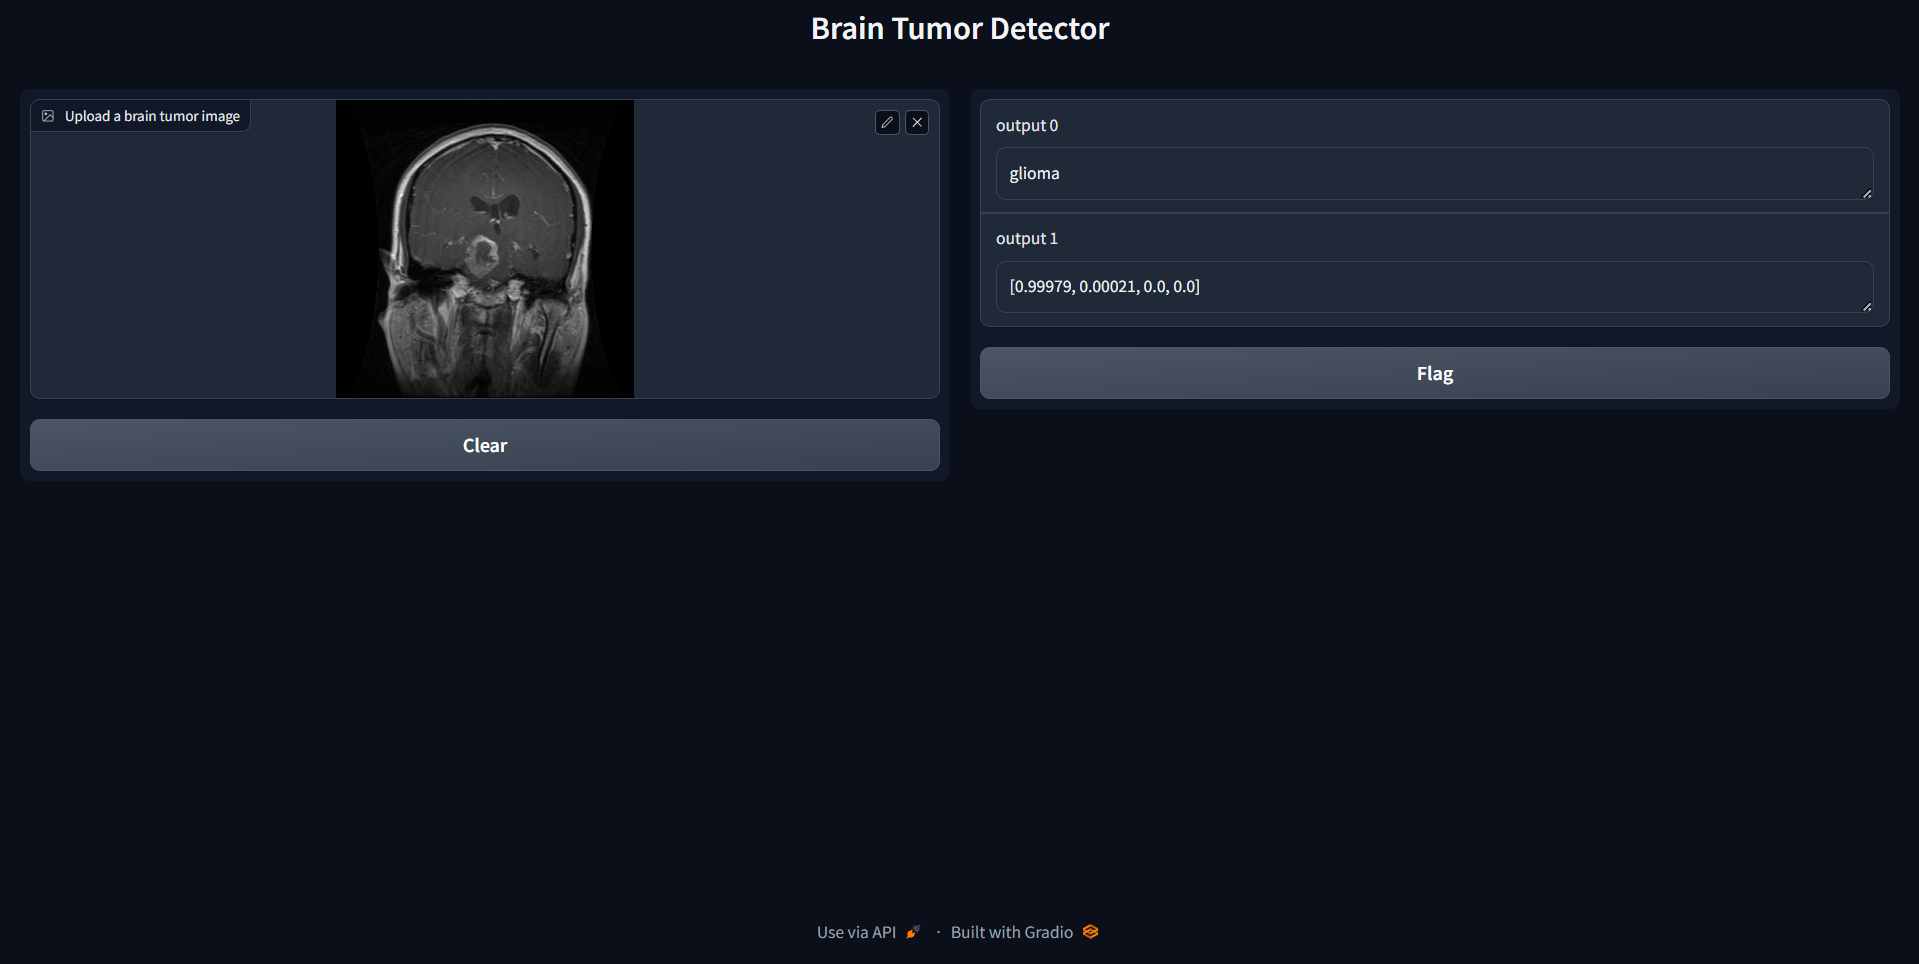 Brain Tumor Detector
Upload a brain tumor image
Clear
output 0
glioma
output 1
[0.99979, 0.00021, 0.0, 0.0]
Flag
Use via API · Built with Gradio